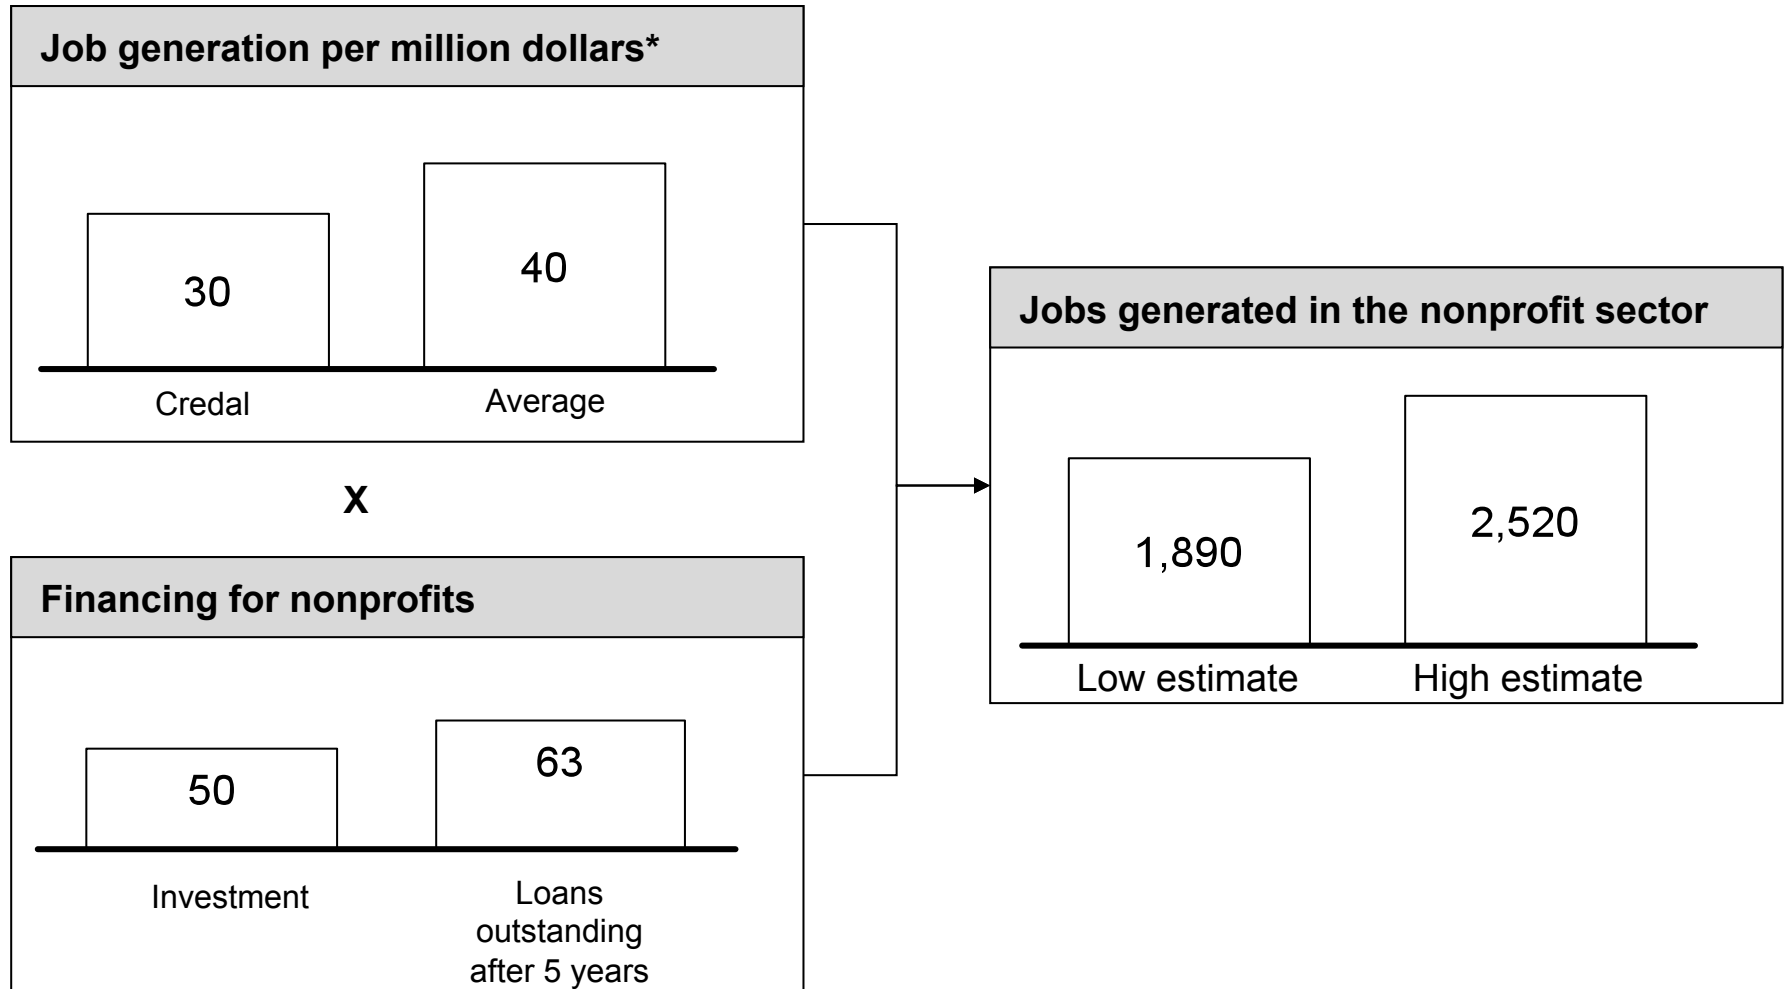 Job generation per million dollars*
30
40
Credal
Average
X
Financing for nonprofits
50
63
Investment
Loans
outstanding
after 5 years
Jobs generated in the nonprofit sector
1,890
2,520
Low estimate
High estimate